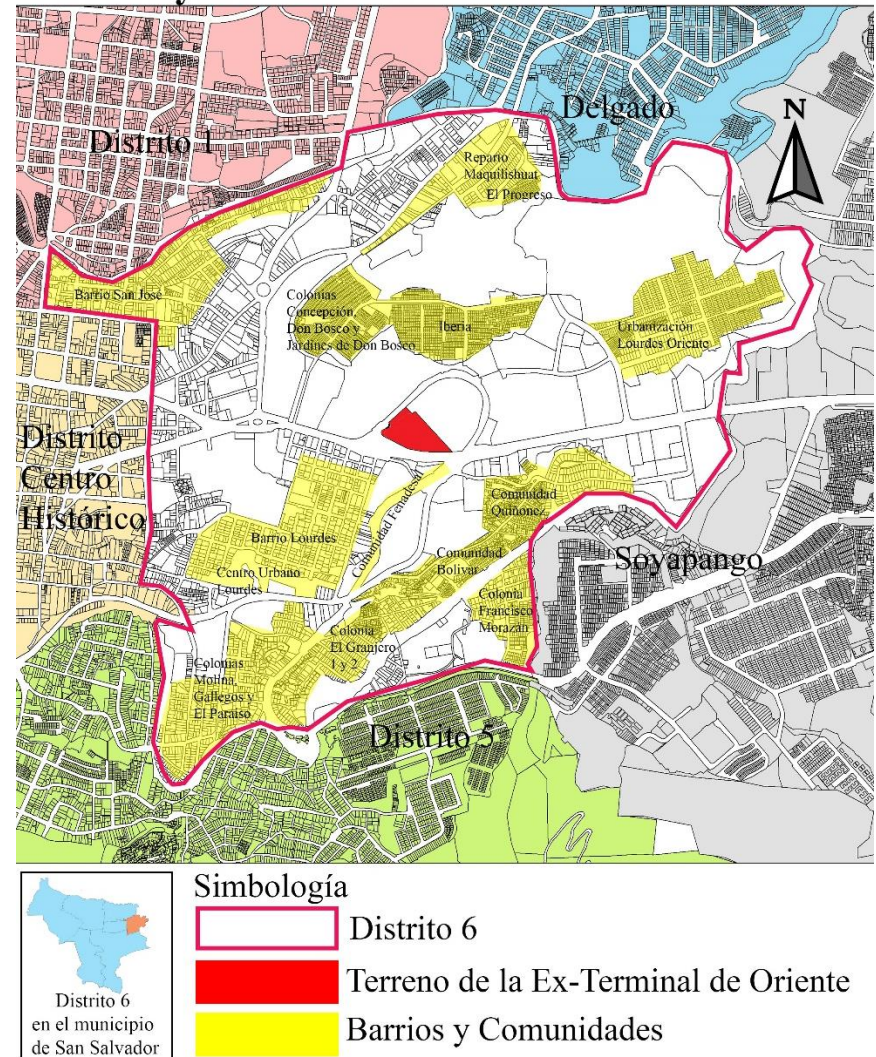 Delgado
N
Distrito 1
Reparto
Maquilishuat
El Progreso
Barrio San José
Colonias
Concepción,
Don Bosco y
Jardines de Don Bosco
Iberia
Urbanización
Lourdes Oriente
Distrito
Centro
Histórico
Barrio Lourdes
Centro Urbano
Lourdes
Comunidad Fenadesal
Comunidad
Quiñonez
Comunidad
Bolívar
Soyapango
Colonia
Francisco
Morazán
Colonia
El Granjero
1 y 2
Colonias
Molina,
Gallegos y
El Paraíso
Distrito 5
Simbología
Distrito 6
Terreno de la Ex-Terminal de Oriente
Barrios y Comunidades
Distrito 6
en el municipio
de San Salvador